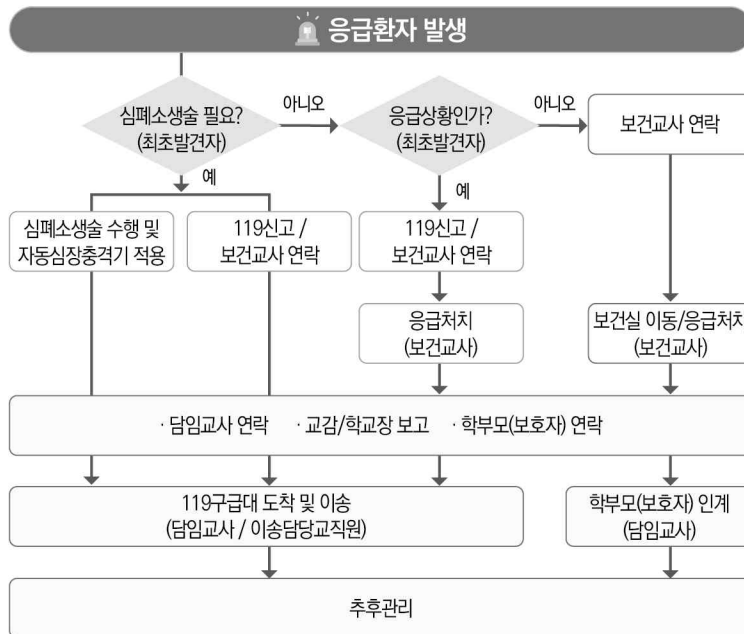 응급환자 발생
심폐소생술 필요?
(최초발견자)
아니오
응급상황인가?
(최초발견자)
아니오
보건교사 연락
예
예
심폐소생술 수행 및
자동심장충격기 적용
119신고 /
보건교사 연락
119신고 /
보건교사 연락
응급처치
(보건교사)
보건실 이동/응급처치
(보건교사)
· 담임교사 연락 · 교감/학교장 보고 · 학부모(보호자) 연락
119구급대 도착 및 이송
(담임교사 / 이송담당교직원)
학부모(보호자) 인계
(담임교사)
추후관리